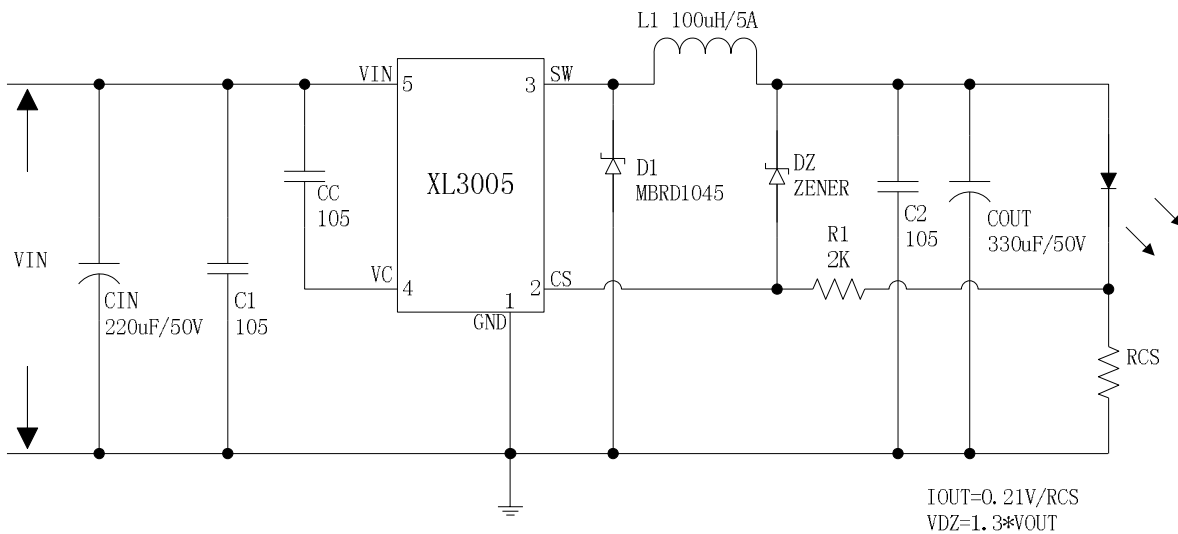 L1 100uH/5A
VIN
5
3
SW
XL3005
CC
105
D1
MBRD1045
DZ
ZENER
C2
105
COUT
330uF/50V
R1
2K
VIN
VC
4
2
CS
1
GND
CIN
220uF/50V
C1
105
RCS
IOUT=0.21V/RCS
VDZ=1.3*VOUT